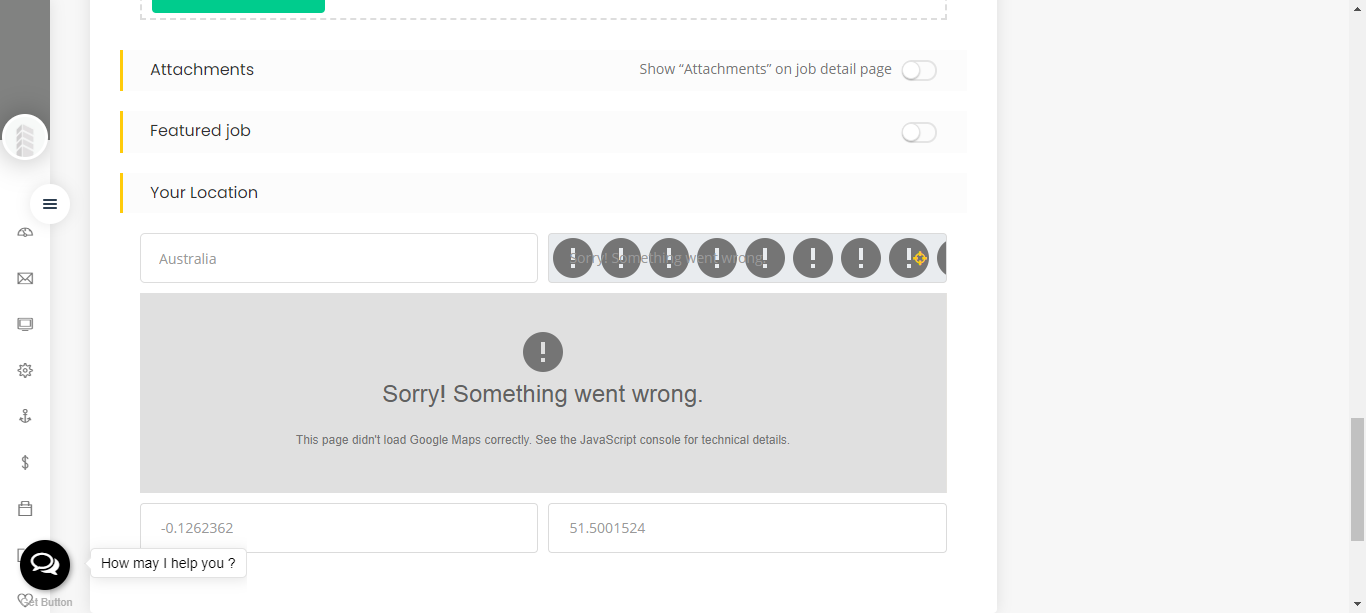 Attachments
Show “Attachments” on job detail page
Featured job
Your Location
Australia
Sorry! Something went wrong.
Sorry! Something went wrong.
This page didn't load Google Maps correctly. See the JavaScript console for technical details.
-0.1262362
51.5001524
How may I help you ?
Get Button